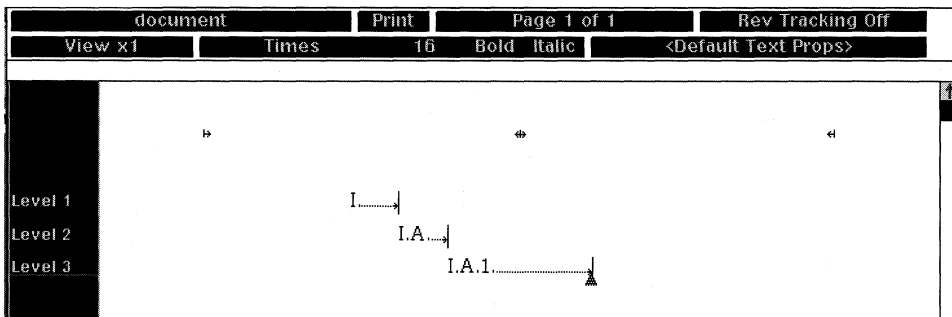 document Print Page 1 of 1 Rev Tracking Off
View x1 Times 16 Bold Italic <Default Text Props>
Level 1 I.
Level 2 I.A.
Level 3 I.A.1.